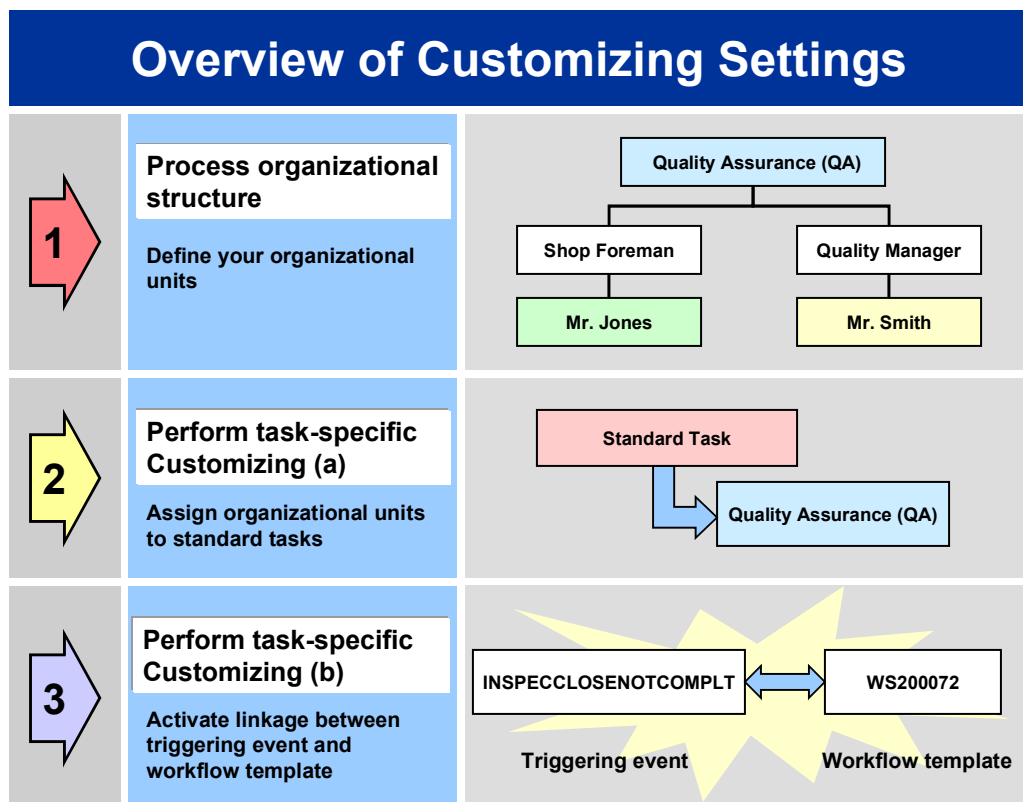 Overview of Customizing Settings
1
Process organizational
structure
Define your organizational
units
Quality Assurance (QA)
Shop Foreman
Quality Manager
Mr. Jones
Mr. Smith
2
Perform task-specific
Customizing (a)
Assign organizational units
to standard tasks
Standard Task
Quality Assurance (QA)
3
Perform task-specific
Customizing (b)
Activate linkage between
triggering event and
workflow template
INSPECCLOSENOTCOMPLT
WS200072
Triggering event
Workflow template